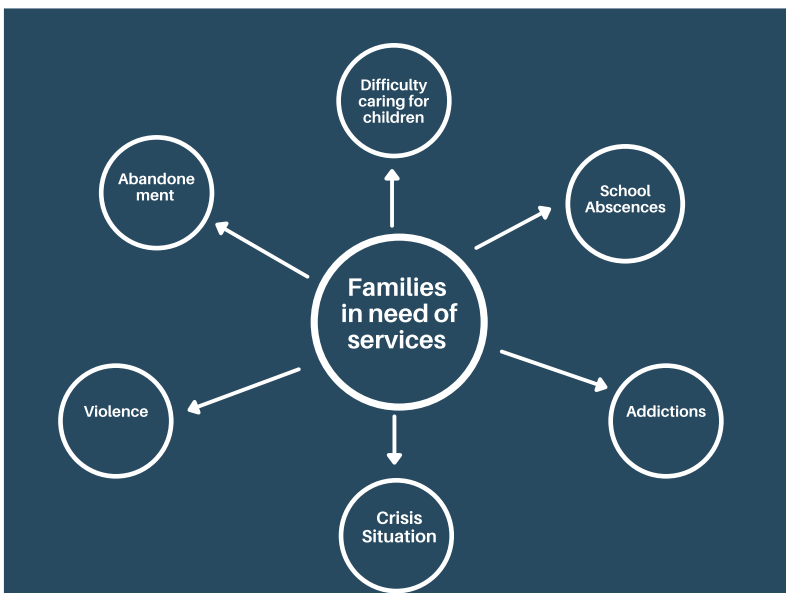 Difficulty
caring for
children
Abandone
ment
School
Abscences
Families
in need of
services
Violence
Addictions
Crisis
Situation